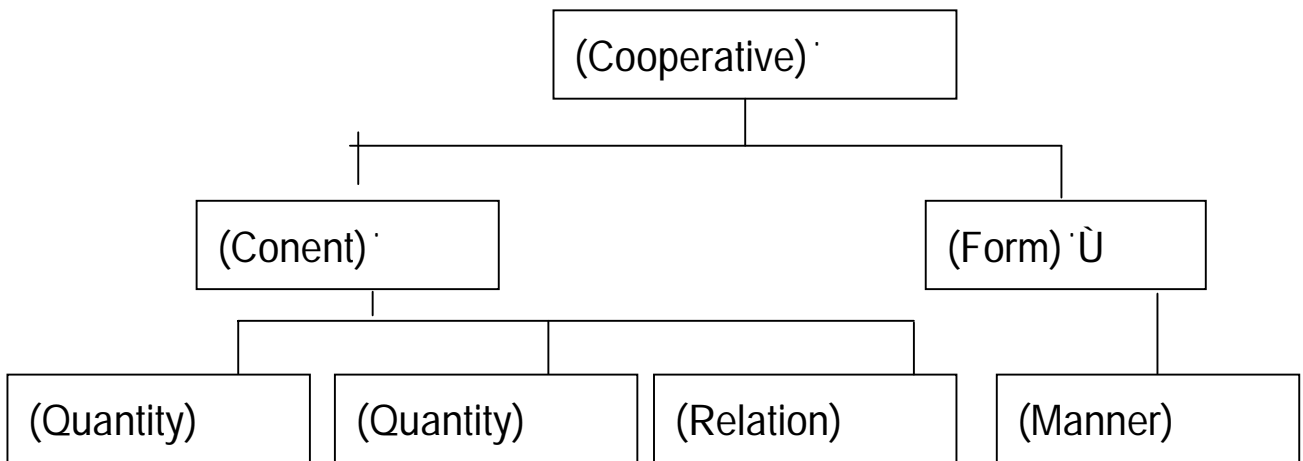 (Cooperative) ˙
(Conent) ˙
(Form) ˙Ù
(Quantity)
(Quantity)
(Relation)
(Manner)